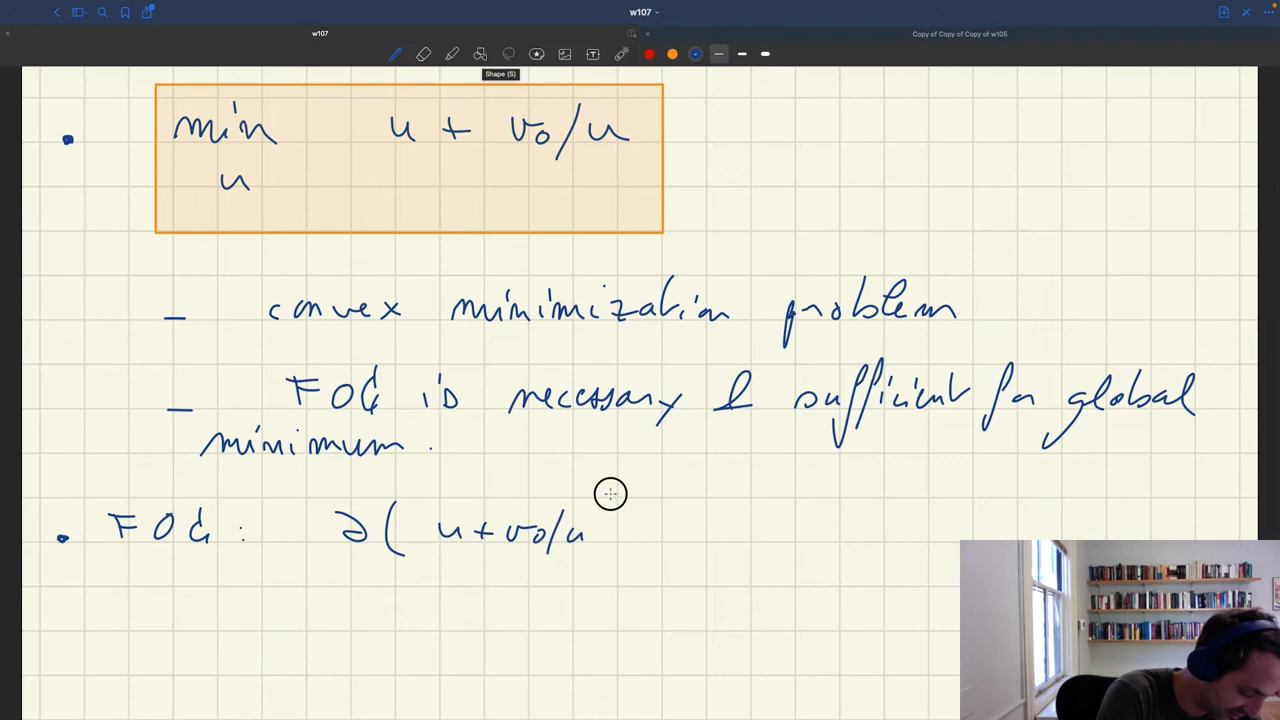 w107
w107
Copy of Copy of Copy of w105
Shape (S)
• min u + v₀/u
u
– convex minimization problem
– FOC is necessary & sufficient for global
minimum.
• FOC : ∂( u+v₀/u